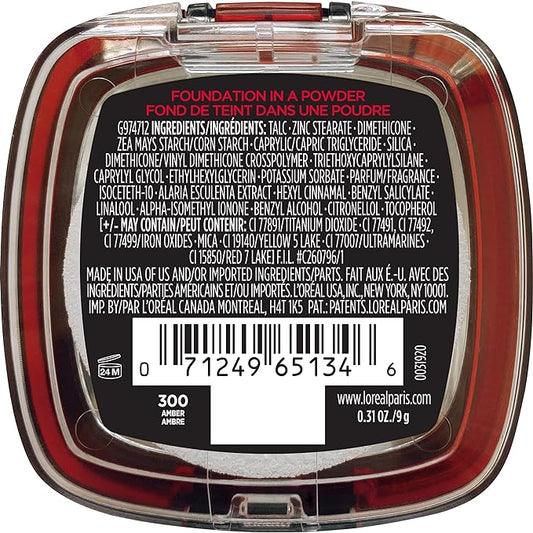 FOUNDATION IN A POWDER
FOND DE TEINT DANS UNE POUDRE
G974712 INGREDIENTS/INGRÉDIENTS: TALC · ZINC STEARATE · DIMETHICONE ·
ZEA MAYS STARCH/CORN STARCH · CAPRYLIC/CAPRIC TRIGLYCERIDE · SILICA ·
DIMETHICONE/VINYL DIMETHICONE CROSSPOLYMER · TRIETHOXYCAPRYLYLSILANE ·
CAPRYLYL GLYCOL · ETHYLHEXYLGLYCERIN · POTASSIUM SORBATE · PARFUM/FRAGRANCE ·
ISOCETETH-10 · ALARIA ESCULENTA EXTRACT · HEXYL CINNAMAL · BENZYL SALICYLATE ·
LINALOOL · ALPHA-ISOMETHYL IONONE · BENZYL ALCOHOL · CITRONELLOL · TOCOPHEROL
[+/- MAY CONTAIN/PEUT CONTENIR: CI 77891/TITANIUM DIOXIDE · CI 77491, CI 77492,
CI 77499/IRON OXIDES · MICA · CI 19140/YELLOW 5 LAKE · CI 77007/ULTRAMARINES ·
CI 15850/RED 7 LAKE] F.I.L. #C260796/1
MADE IN USA OF US AND/OR IMPORTED INGREDIENTS/PARTS. FAIT AUX É.-U. AVEC DES
INGRÉDIENTS/PARTIES AMÉRICAINS ET/OU IMPORTÉS. L'ORÉAL USA, INC., NEW YORK, NY 10001.
IMP. BY/PAR L'ORÉAL CANADA MONTREAL, H4T 1K5 PAT.: PATENTS.LOREALPARIS.COM
24 M
0 71249 65134 6
0031920
300
AMBER
AMBRE
www.lorealparis.com
0.31 OZ./9 g